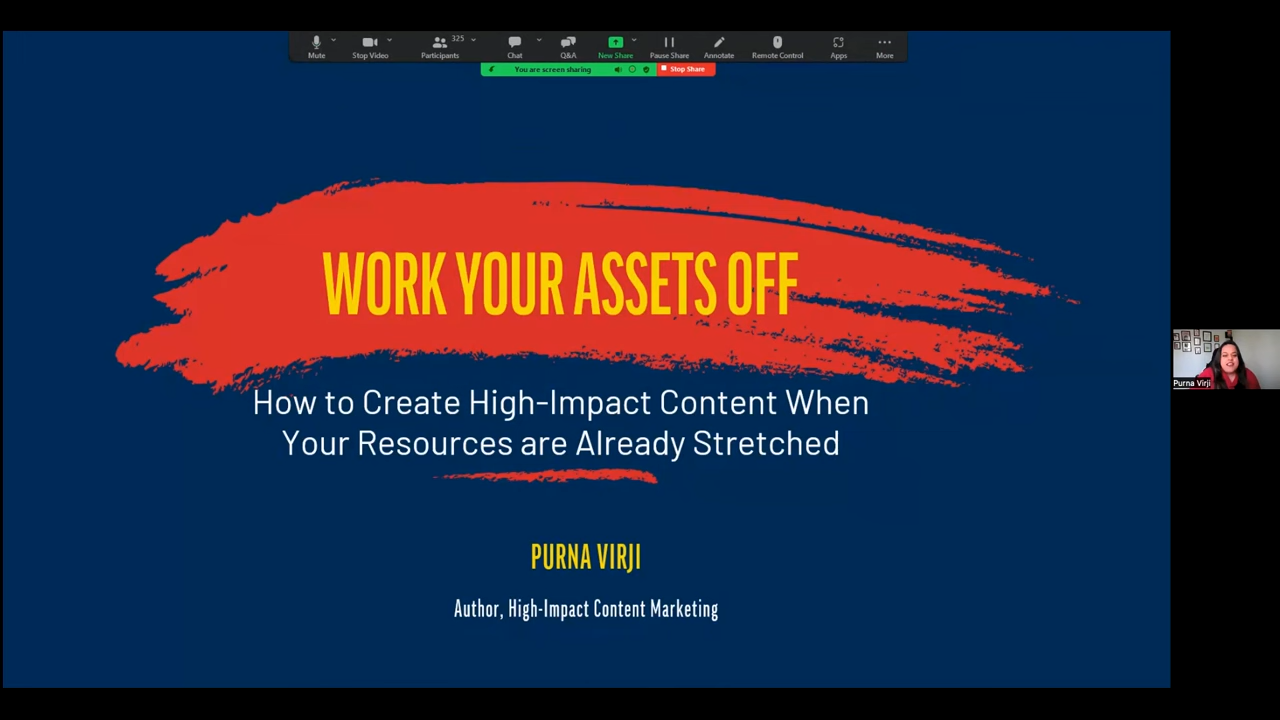 325
Mute
Stop Video
Participants
Chat
Q&A
New Share
Pause Share
Annotate
Remote Control
Apps
More
You are screen sharing
Stop Share
WORK YOUR ASSETS OFF
How to Create High-Impact Content When
Your Resources are Already Stretched
Purna Virji
PURNA VIRJI
Author, High-Impact Content Marketing